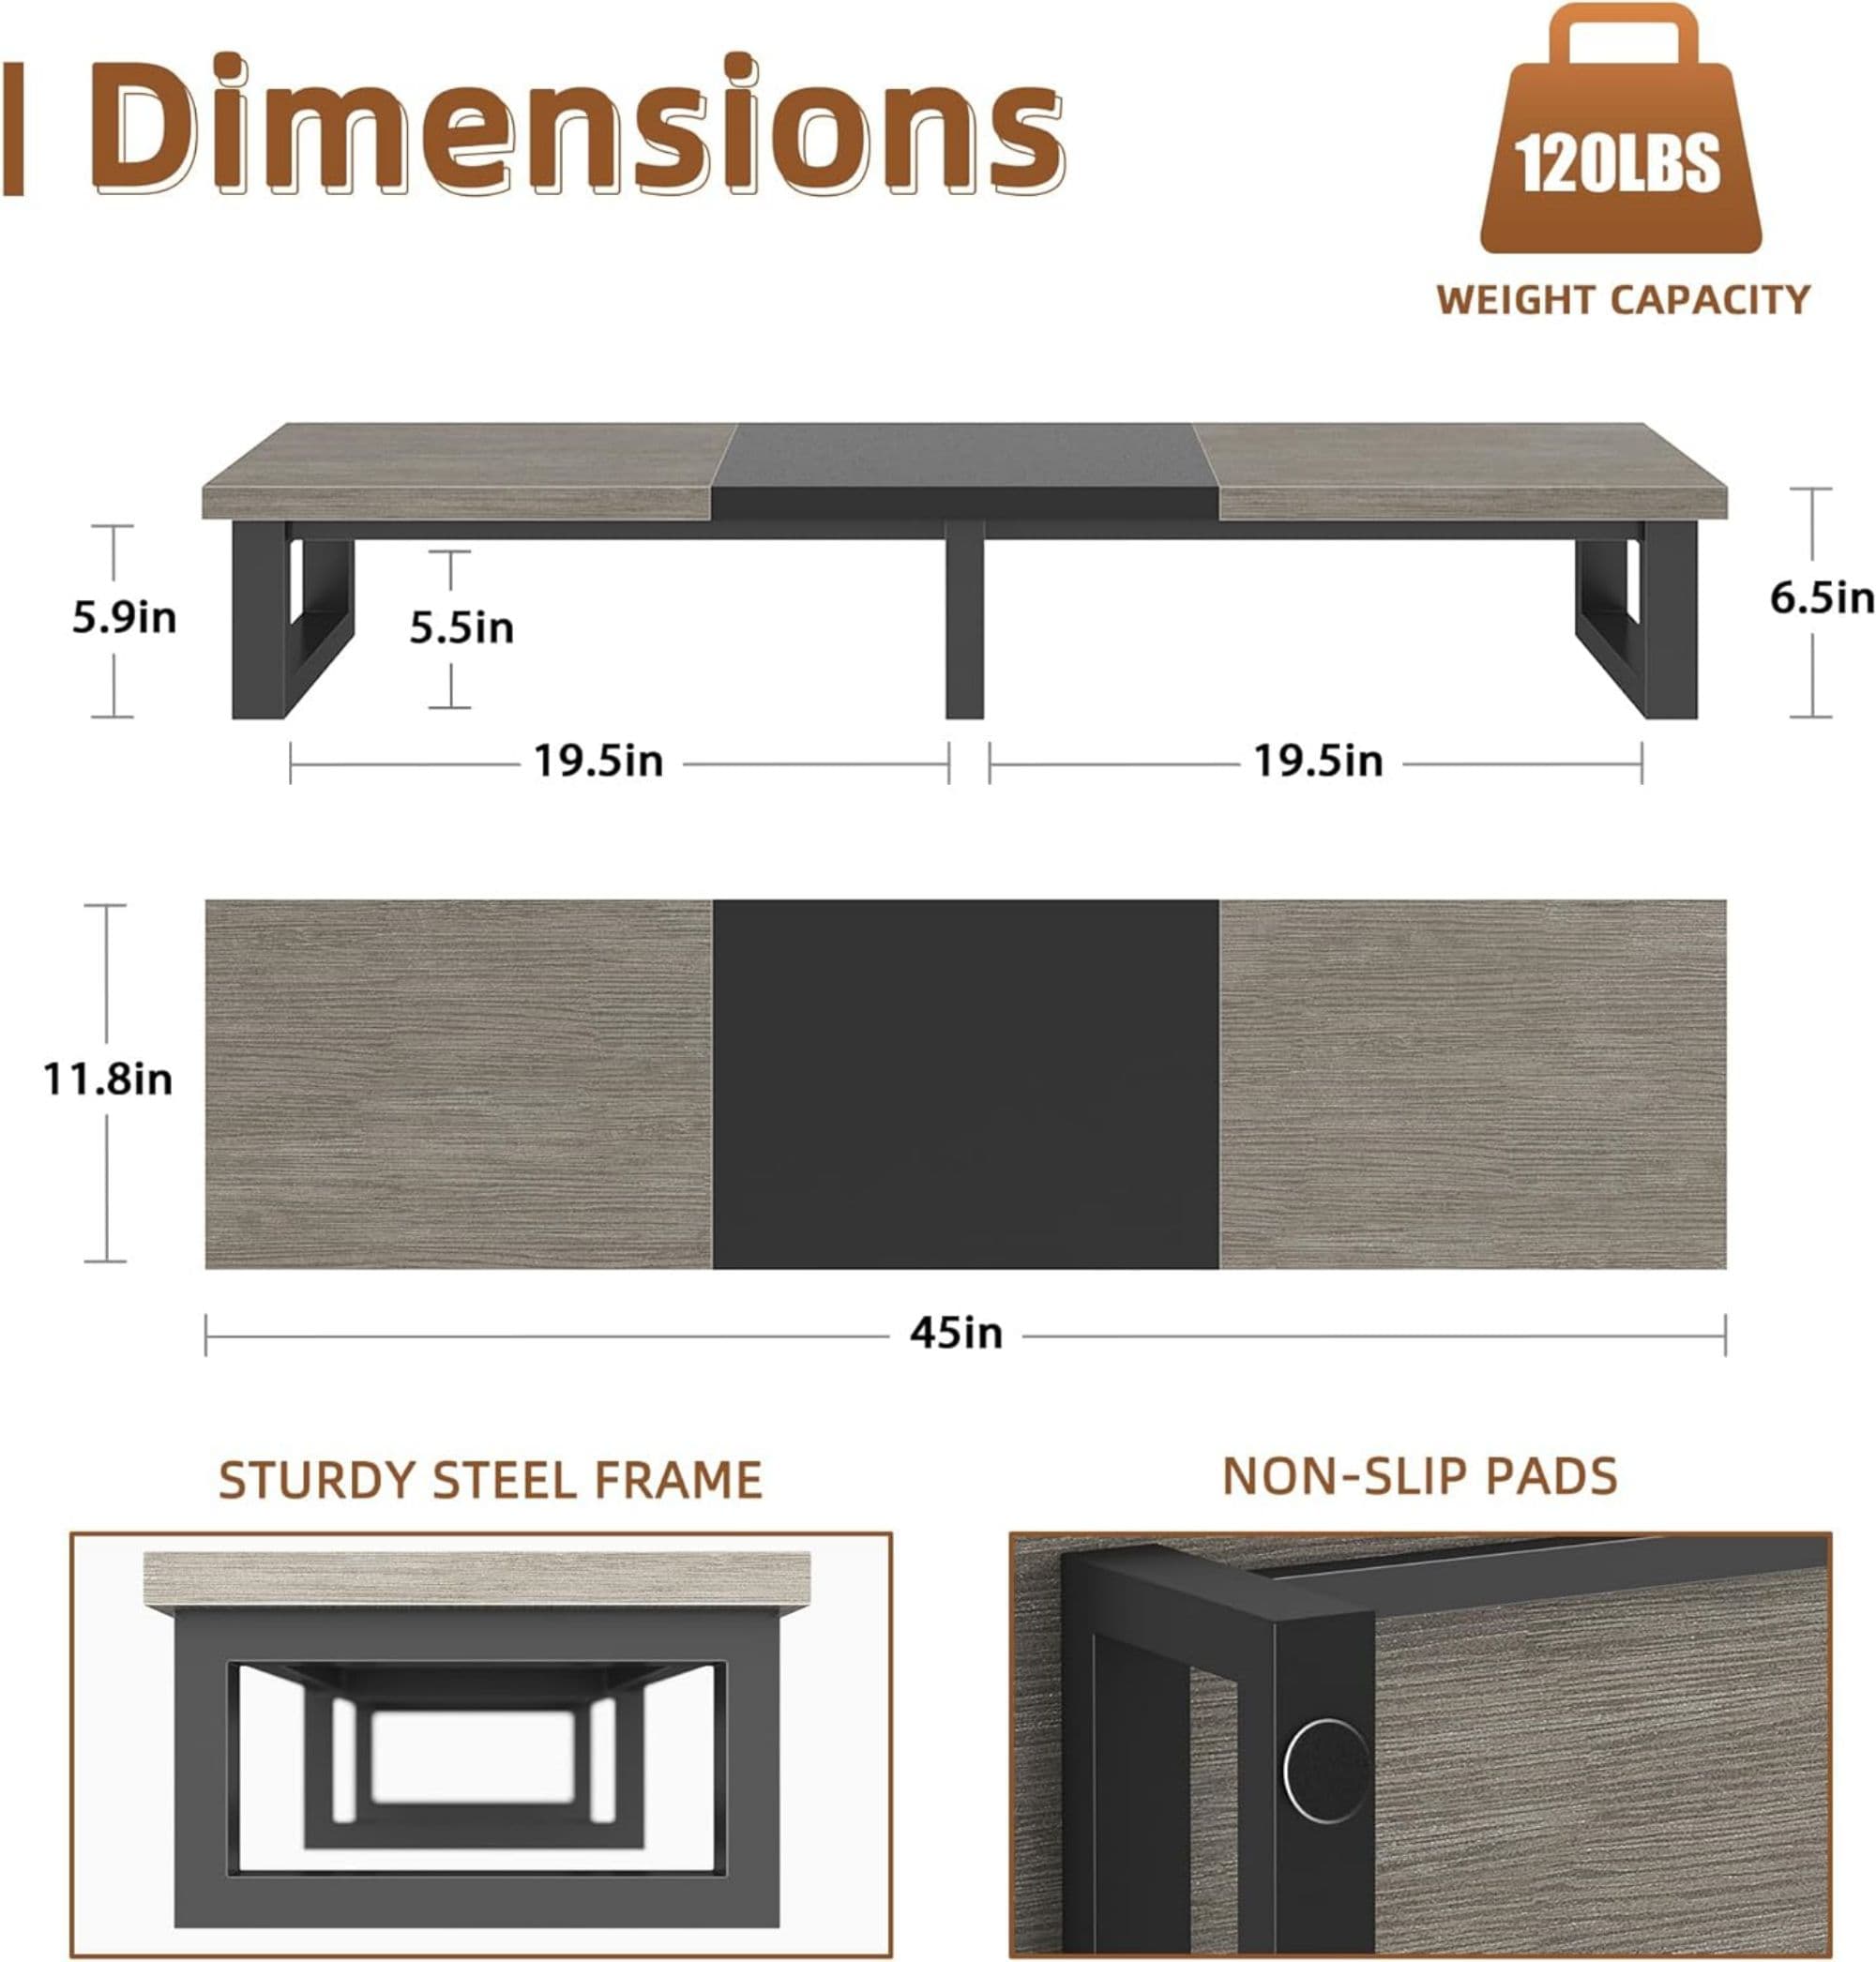 Dimensions
120LBS
WEIGHT CAPACITY
5.9in
5.5in
6.5in
19.5in
19.5in
11.8in
45in
STURDY STEEL FRAME
NON-SLIP PADS